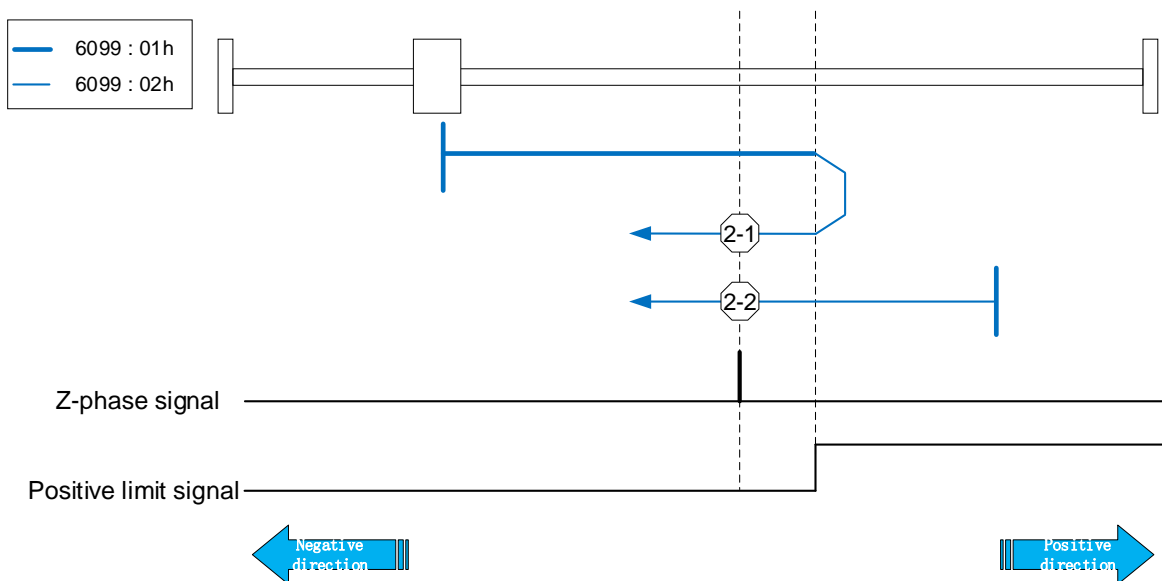 6099 : 01h
6099 : 02h
2-1
2-2
Z-phase signal
Positive limit signal
Negative
direction
Positive
direction